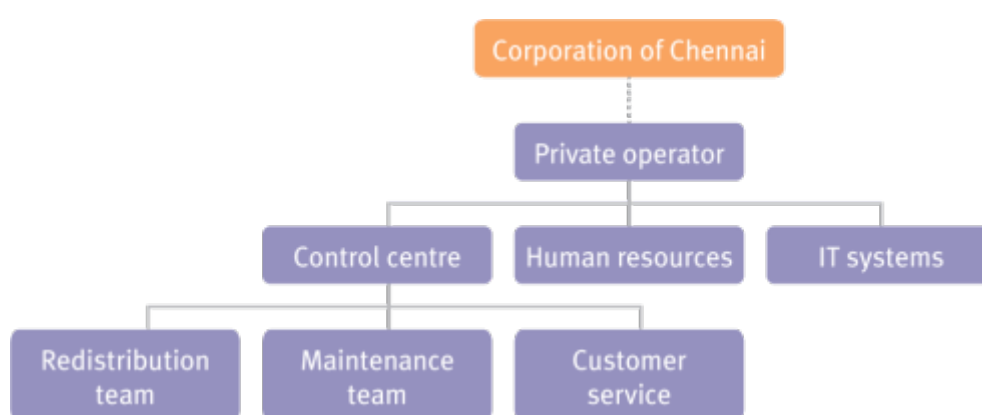 Corporation of Chennai
Private operator
Control centre
Human resources
IT systems
Redistribution
team
Maintenance
team
Customer
service